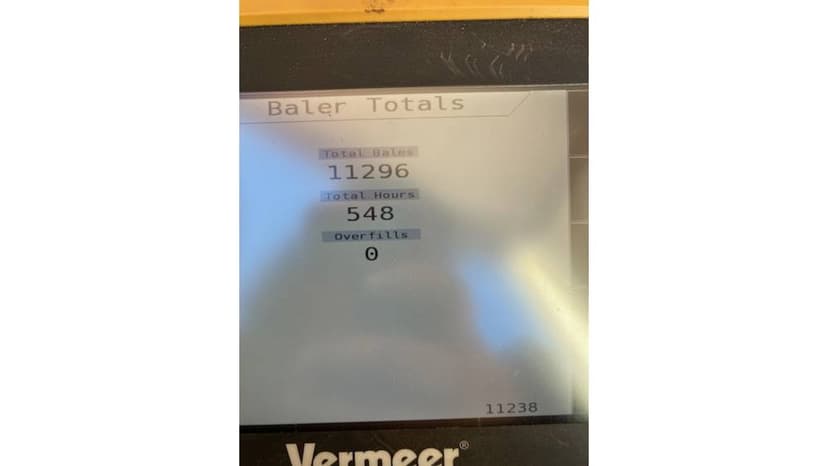 Baler Totals
Total Bales
11296
Total Hours
548
Overfills
0
11238
Vermeer®